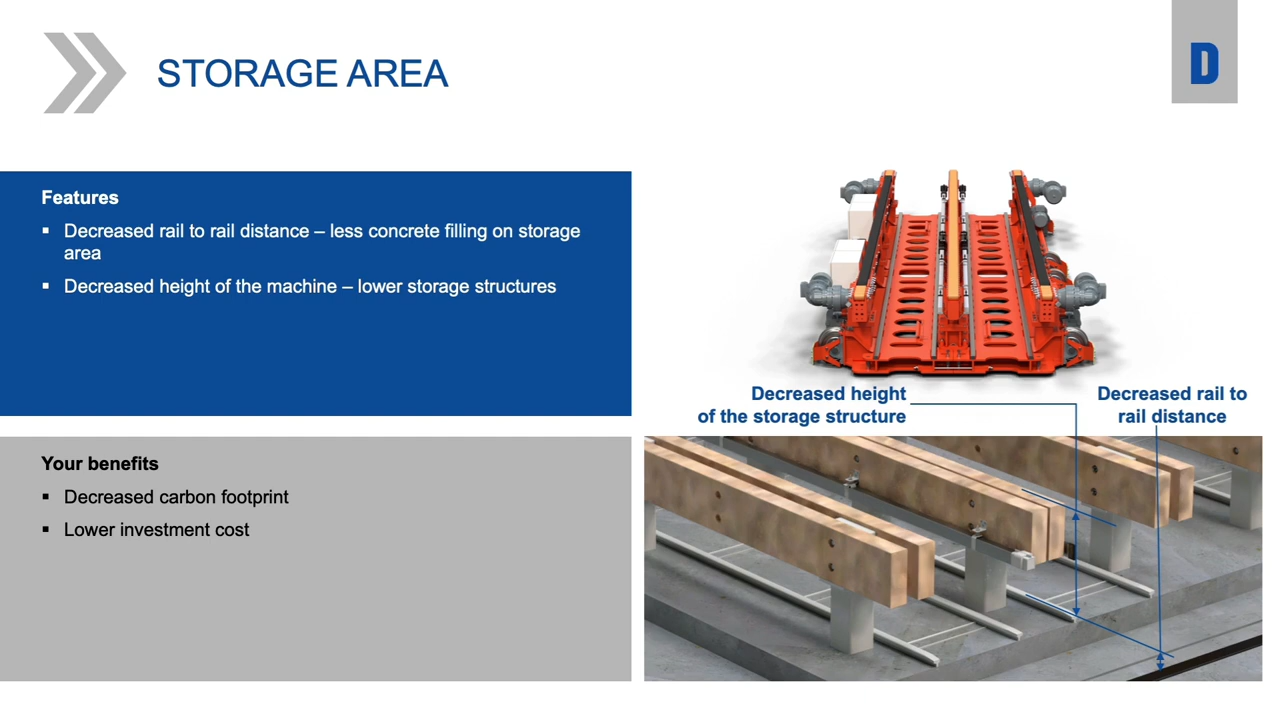 STORAGE AREA
D
Features
▪ Decreased rail to rail distance – less concrete filling on storage
area
▪ Decreased height of the machine – lower storage structures
Decreased height
of the storage structure
Decreased rail to
rail distance
Your benefits
▪ Decreased carbon footprint
▪ Lower investment cost